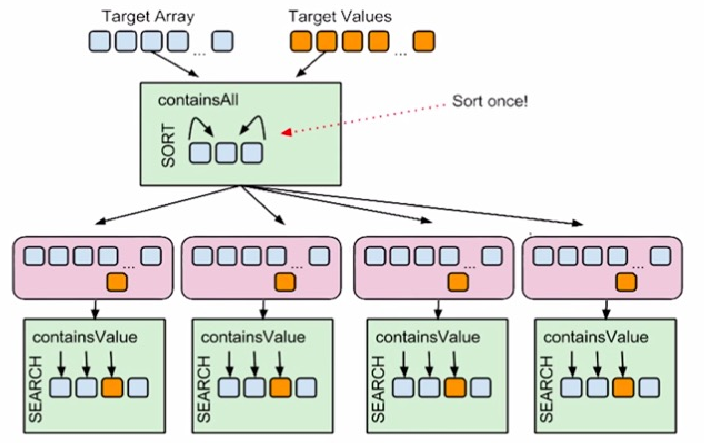 Target Array
Target Values
...
...
containsAll
SORT
Sort once!
...
...
...
...
containsValue
containsValue
containsValue
containsValue
SEARCH
SEARCH
SEARCH
SEARCH